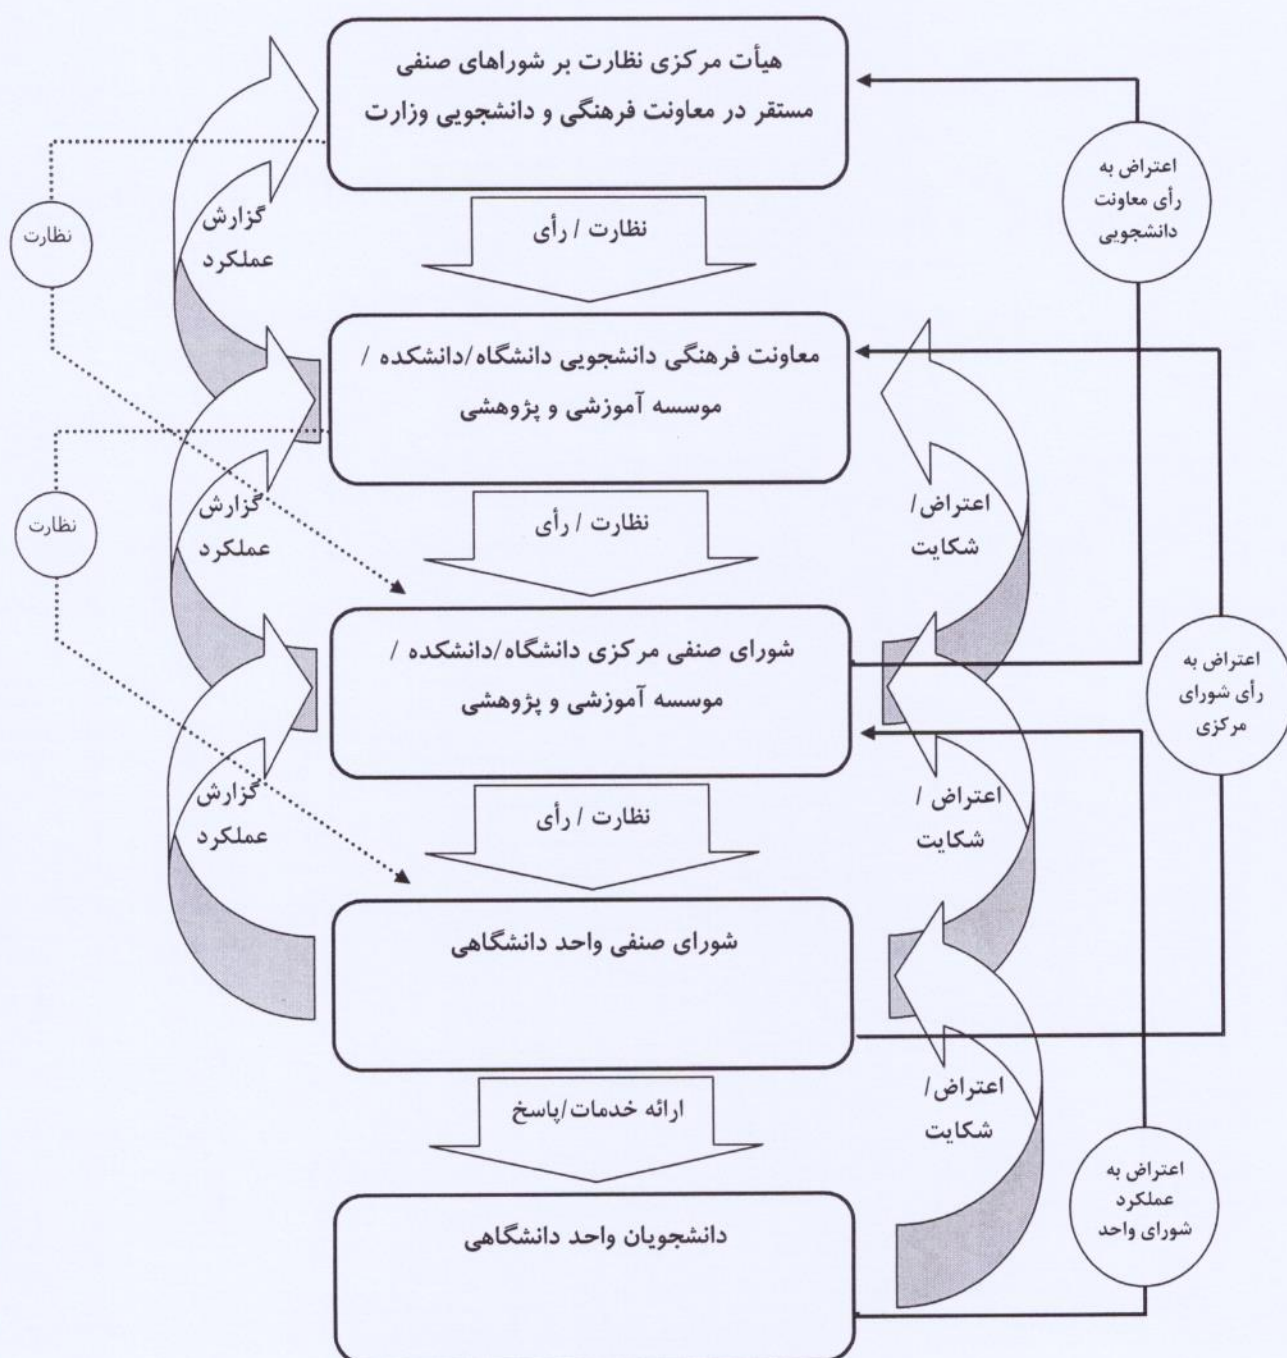 هیأت مرکزی نظارت بر شوراهای صنفی
مستقر در معاونت فرهنگی و دانشجویی وزارت
اعتراض به
رأی معاونت
دانشجویی
گزارش
عملکرد
نظارت
نظارت / رأی
معاونت فرهنگی دانشجویی دانشگاه/دانشکده /
موسسه آموزشی و پژوهشی
گزارش
عملکرد
نظارت
نظارت / رأی
اعتراض/
شکایت
شورای صنفی مرکزی دانشگاه/دانشکده /
موسسه آموزشی و پژوهشی
اعتراض به
رأی شورای
مرکزی
گزارش
عملکرد
نظارت / رأی
اعتراض /
شکایت
شورای صنفی واحد دانشگاهی
ارائه خدمات/پاسخ
اعتراض/
شکایت
اعتراض به
عملکرد
شورای واحد
دانشجویان واحد دانشگاهی